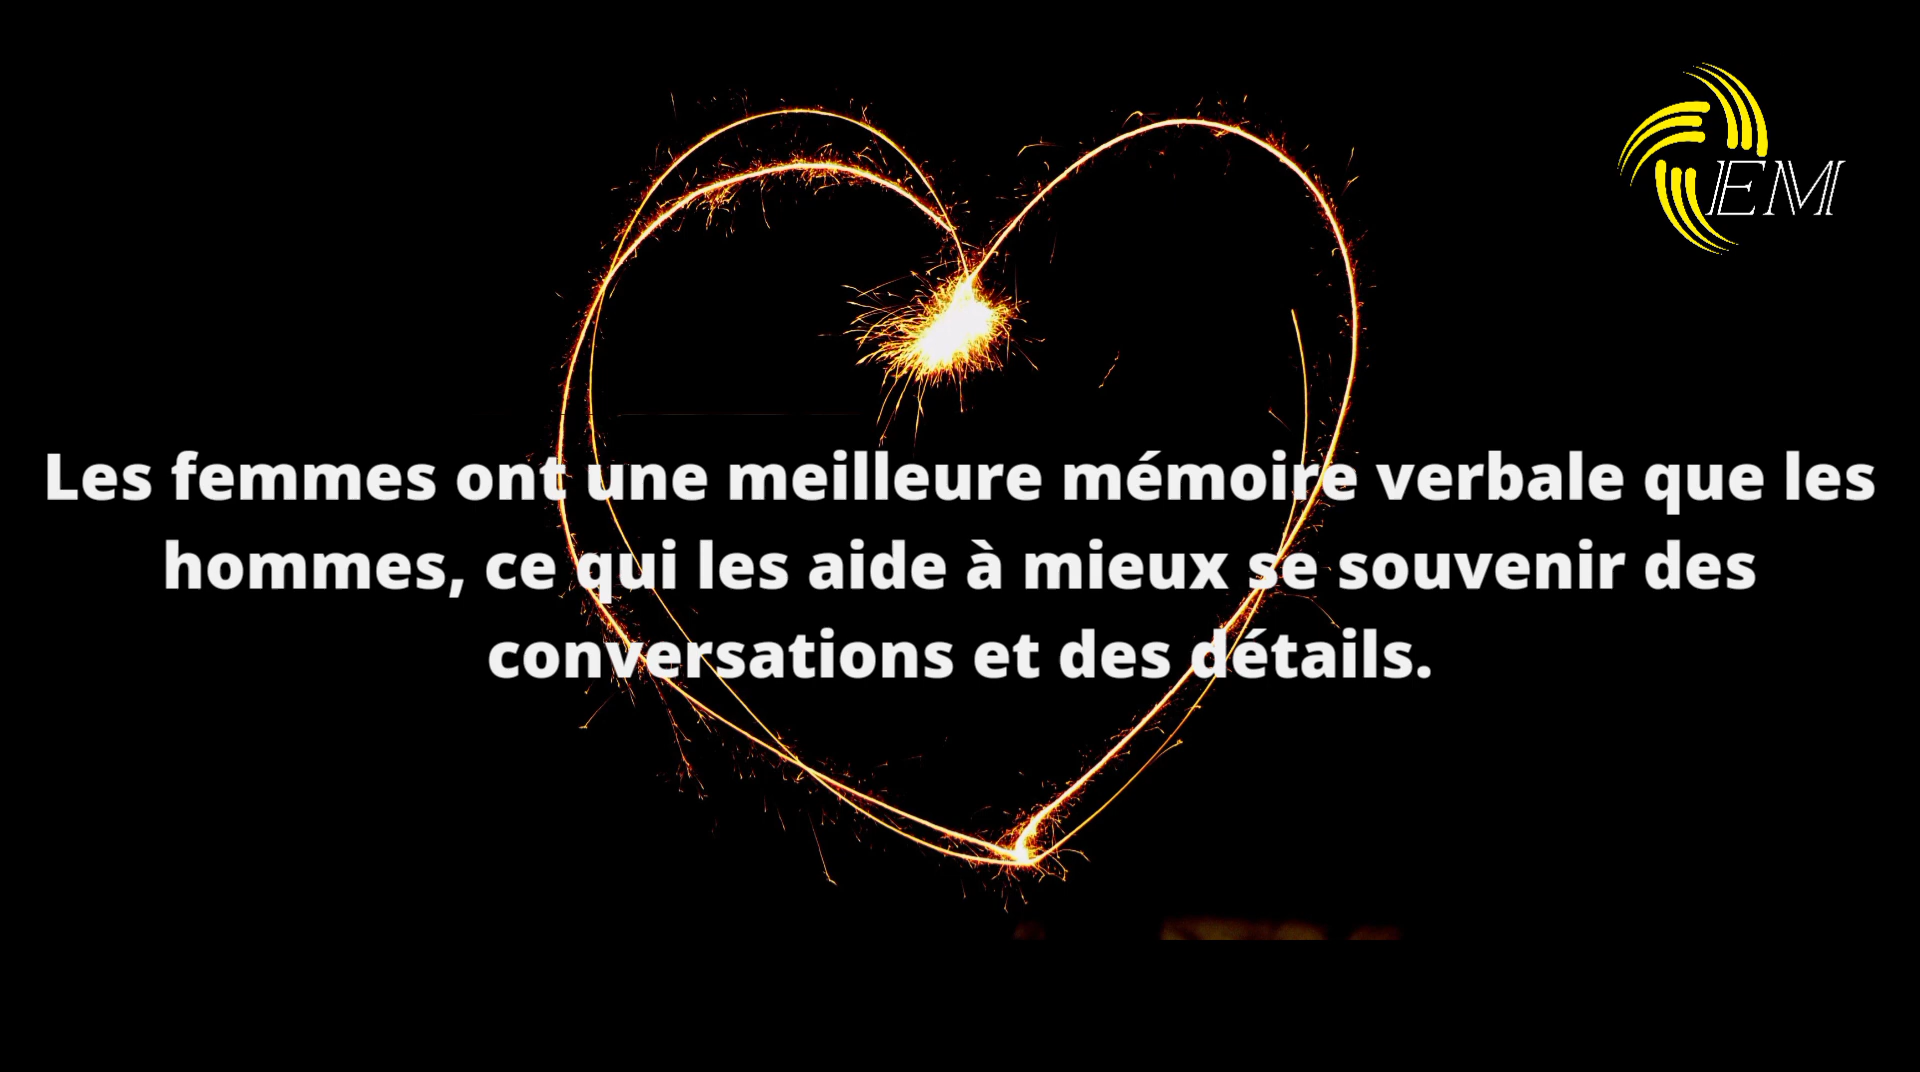 IEM
Les femmes ont une meilleure mémoire verbale que les
hommes, ce qui les aide à mieux se souvenir des
conversations et des détails.